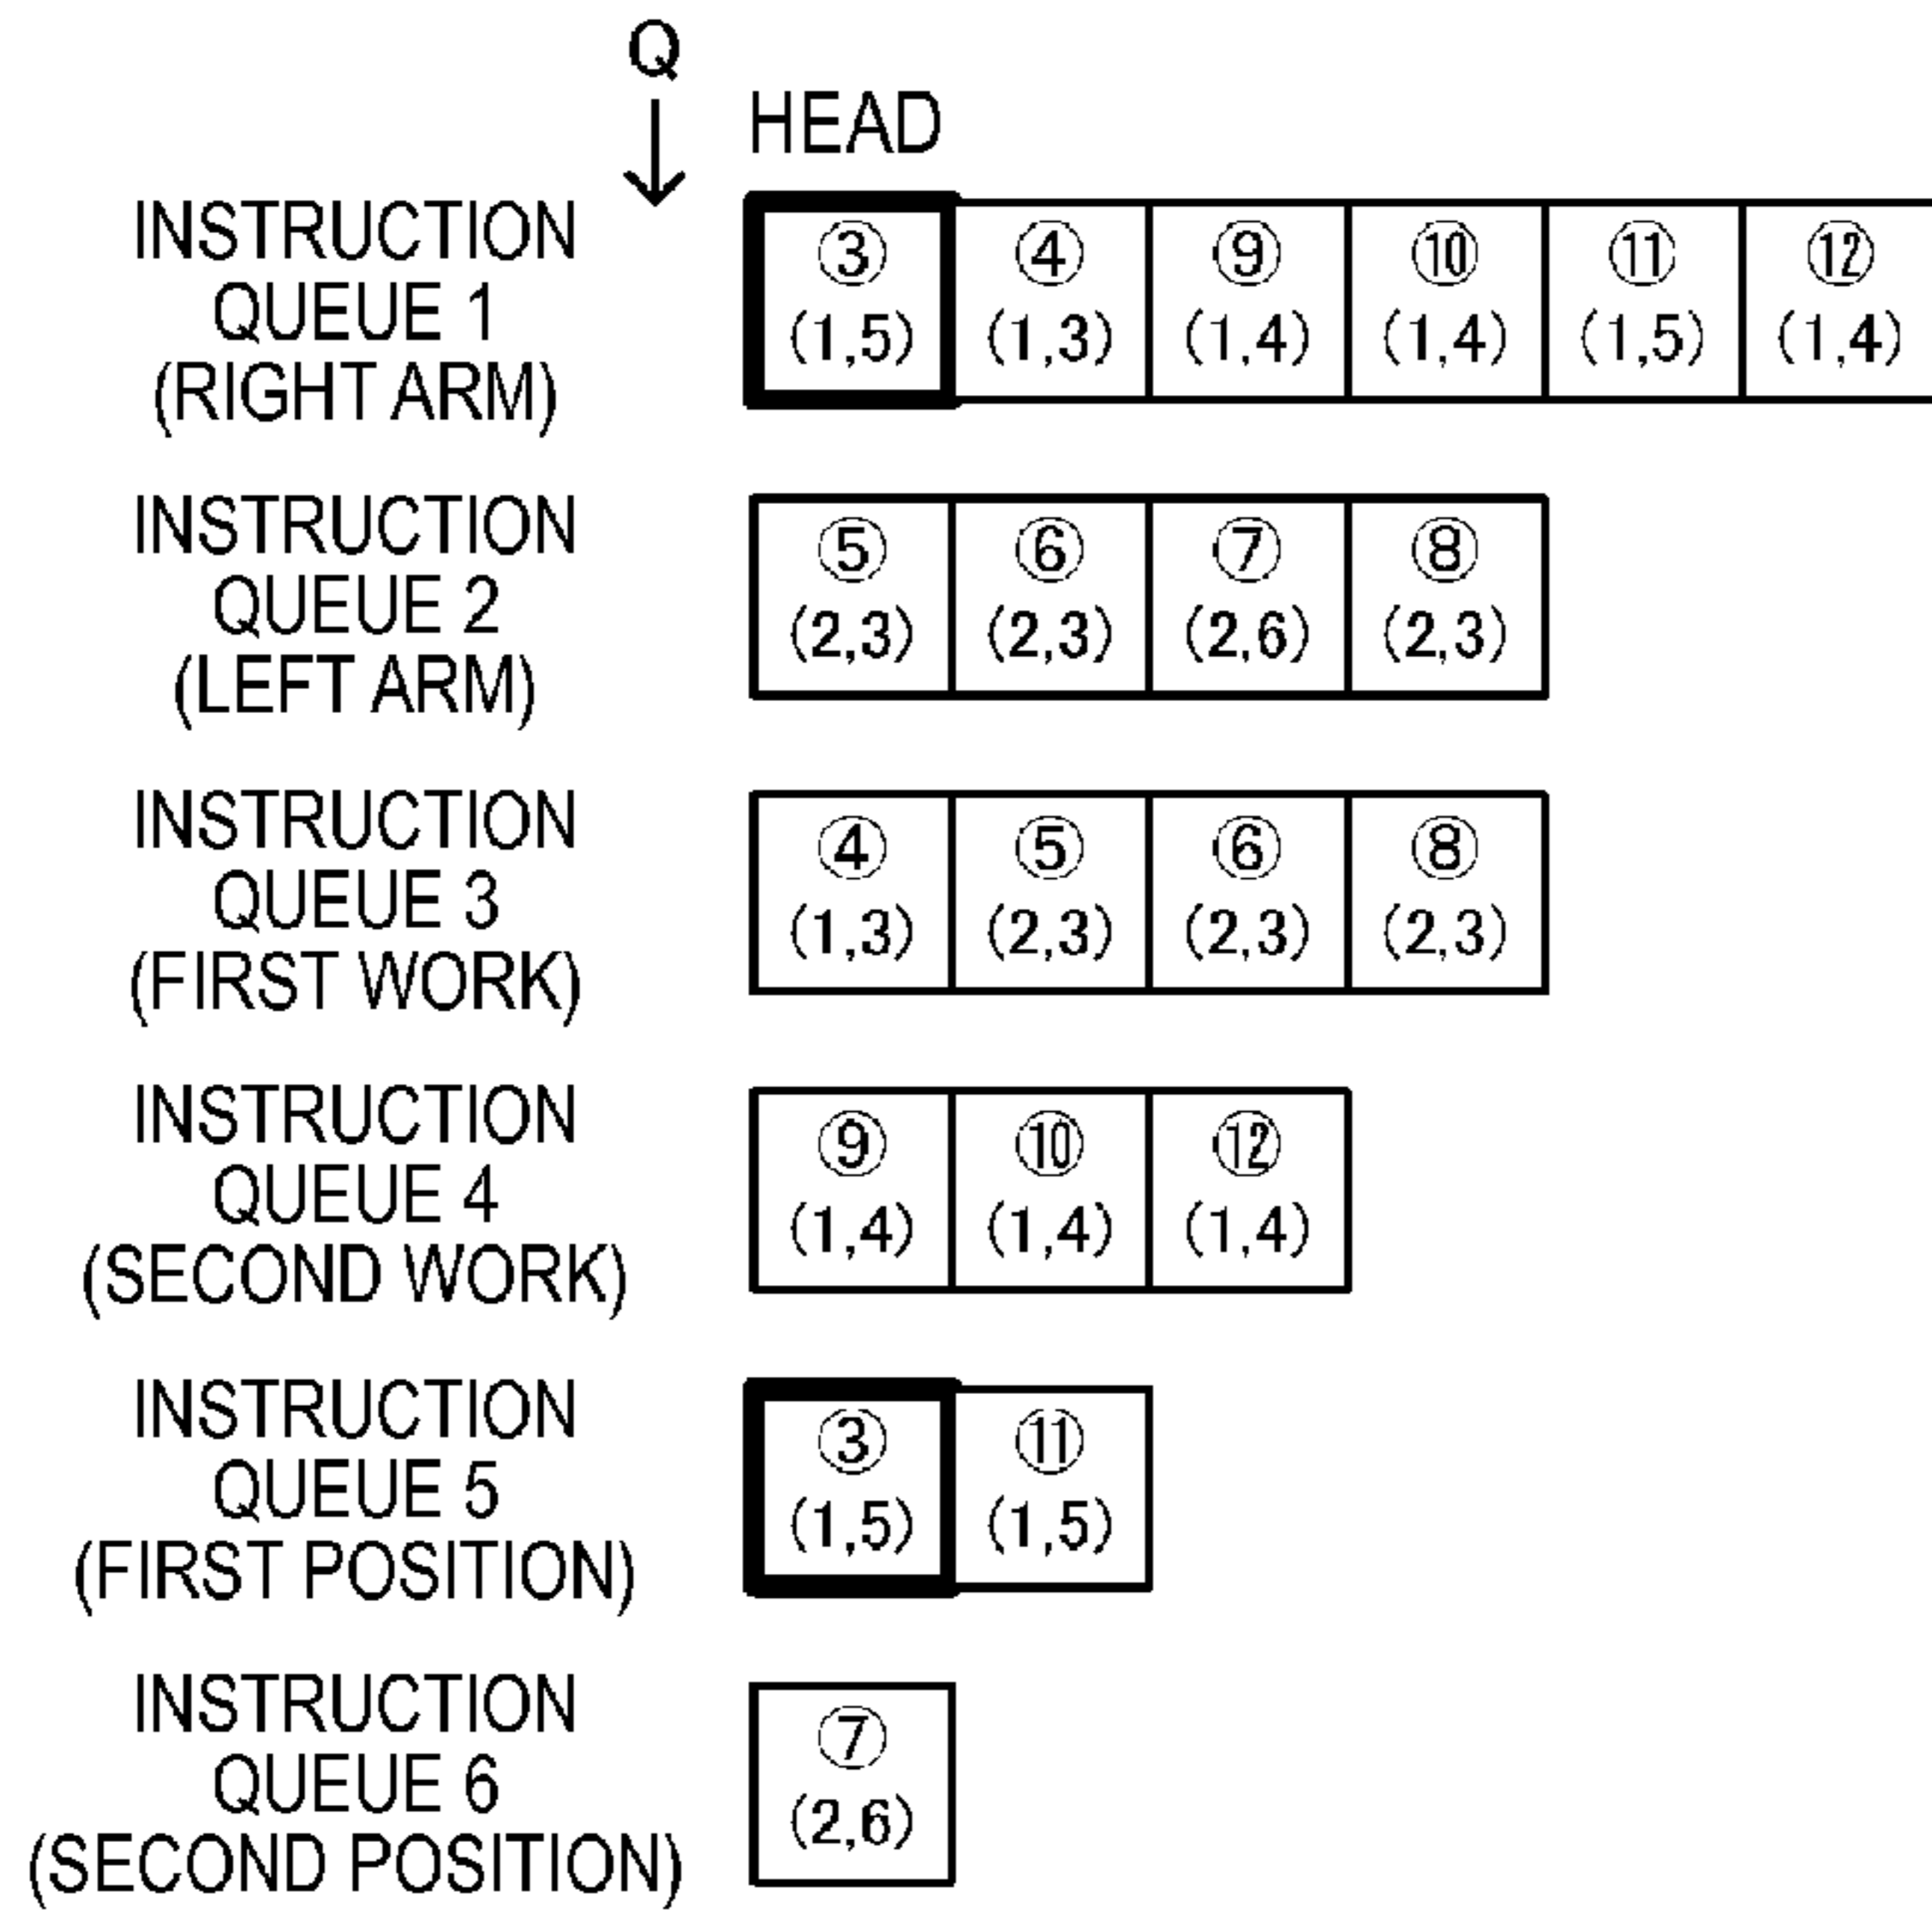 Q
HEAD
INSTRUCTION
QUEUE 1
(RIGHT ARM)
③ ④ ⑨ ⑩ ⑪ ⑫
(1,5) (1,3) (1,4) (1,4) (1,5) (1,4)
INSTRUCTION
QUEUE 2
(LEFT ARM)
⑤ ⑥ ⑦ ⑧
(2,3) (2,3) (2,6) (2,3)
INSTRUCTION
QUEUE 3
(FIRST WORK)
④ ⑤ ⑥ ⑧
(1,3) (2,3) (2,3) (2,3)
INSTRUCTION
QUEUE 4
(SECOND WORK)
⑨ ⑩ ⑫
(1,4) (1,4) (1,4)
INSTRUCTION
QUEUE 5
(FIRST POSITION)
③ ⑪
(1,5) (1,5)
INSTRUCTION
QUEUE 6
(SECOND POSITION)
⑦
(2,6)